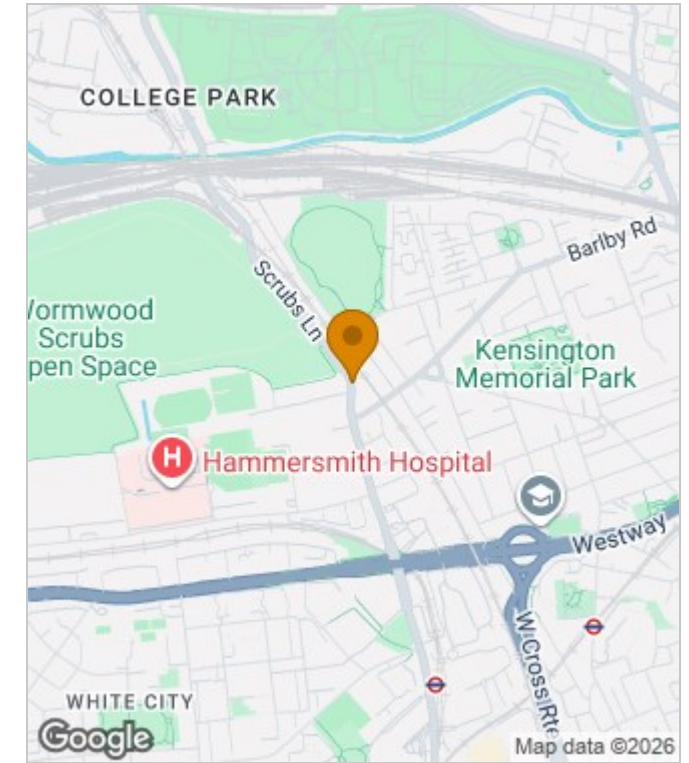 COLLEGE PARK
Barlby Rd
Scrubs Ln
Wormwood
Scrubs
pen Space
Kensington
Memorial Park
H
Hammersmith Hospital
Westway
W Cross Rte
WHITE CITY
Google
Map data ©2026